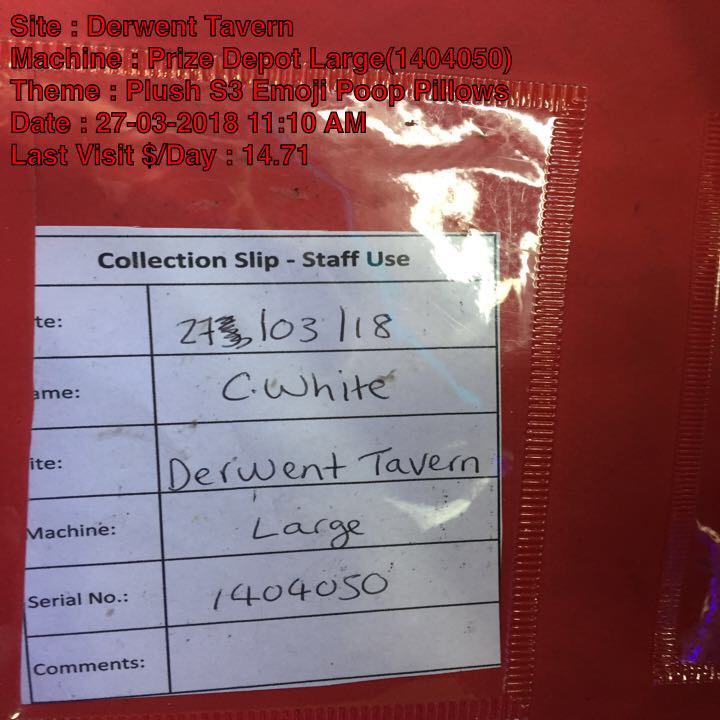 Site : Derwent Tavern
Machine : Prize Depot Large(1404050)
Theme : Plush S3 Emoji Poop Pillows
Date : 27-03-2018 11:10 AM
Last Visit $/Day : 14.71
Collection Slip - Staff Use
te: 27 /03 /18
ame: C.White
ite: Derwent Tavern
Machine: Large
Serial No.: 1404050
Comments: